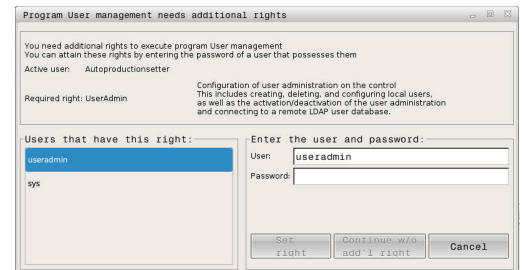 Program User management needs additional rights
You need additional rights to execute program User management
You can attain these rights by entering the password of a user that possesses them
Active user: Autoproductionsetter
Required right: UserAdmin
Configuration of user administration on the control
This includes creating, deleting, and configuring local users,
as well as the activation/deactivation of the user administration
and connecting to a remote LDAP user database.
Users that have this right:
useradmin
sys
Enter the user and password:
User: useradmin
Password:
Set right
Continue w/o add'l right
Cancel